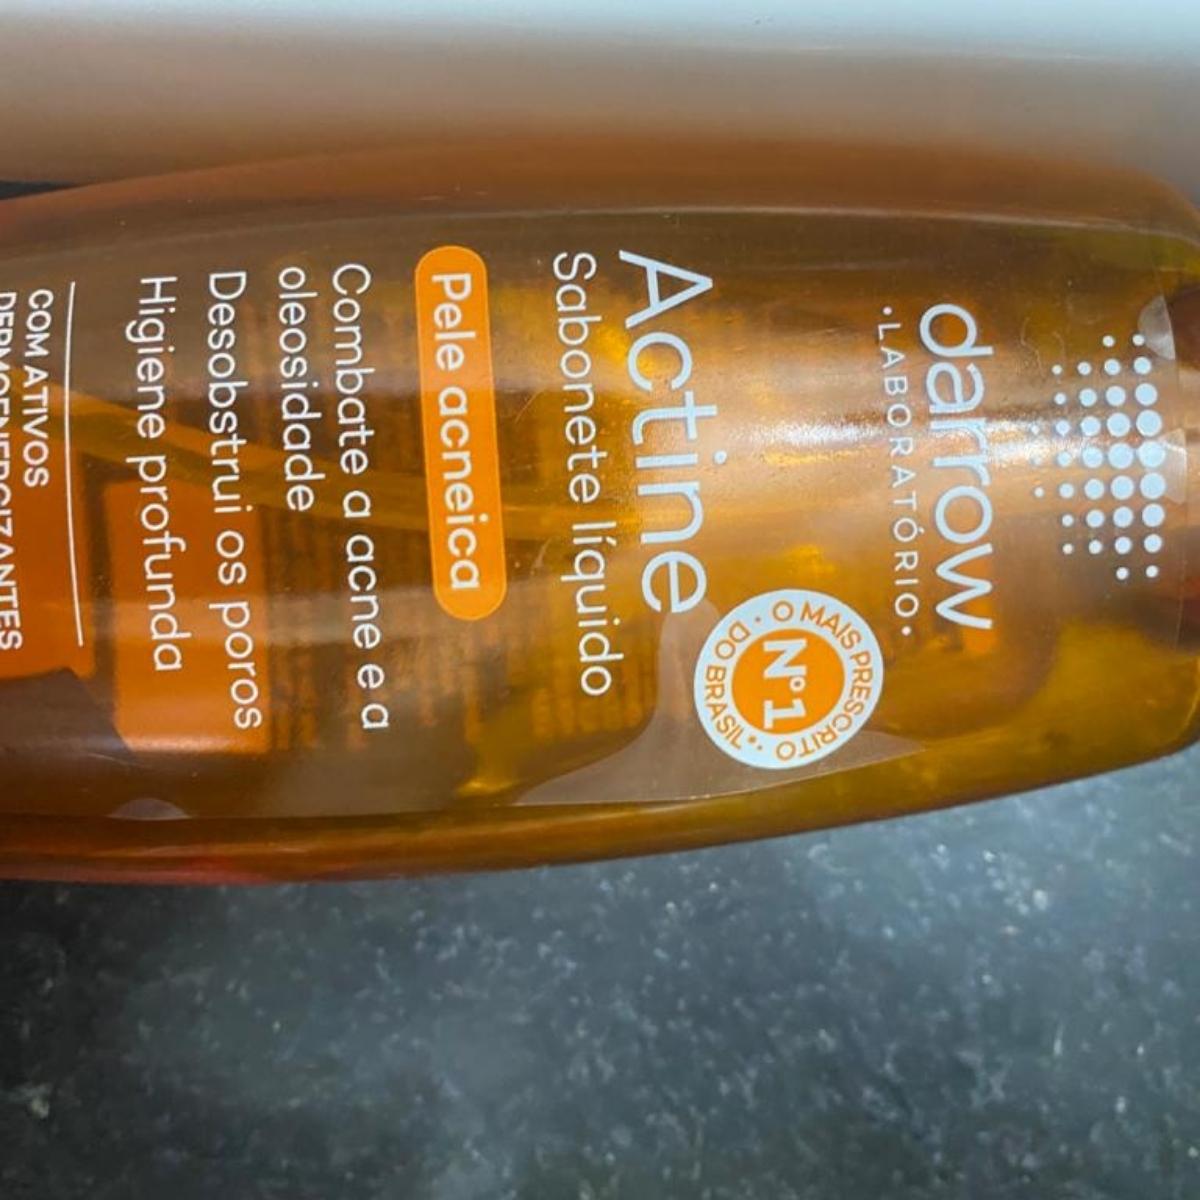 darrow
•LABORATÓRIO•
O MAIS PRESCRITO • DO BRASIL •
Nº1
Actine
Sabonete líquido
Pele acneica
Combate a acne e a
oleosidade
Desobstrui os poros
Higiene profunda
COM ATIVOS
DERMOENERGIZANTES